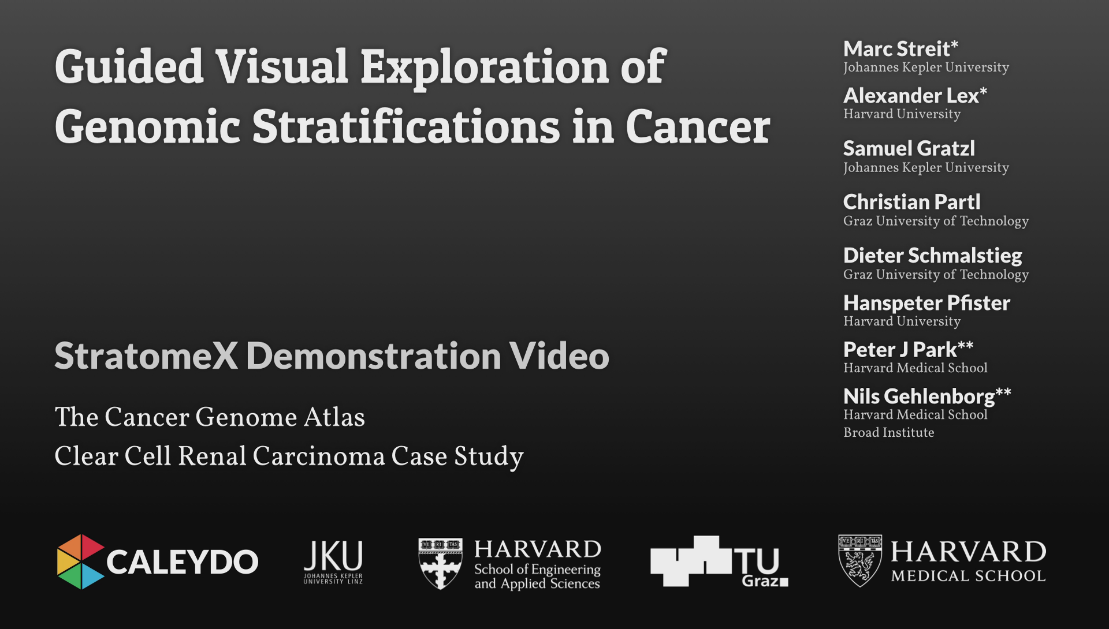 Guided Visual Exploration of
Genomic Stratifications in Cancer
StratomeX Demonstration Video
The Cancer Genome Atlas
Clear Cell Renal Carcinoma Case Study
Marc Streit*
Johannes Kepler University
Alexander Lex*
Harvard University
Samuel Gratzl
Johannes Kepler University
Christian Partl
Graz University of Technology
Dieter Schmalstieg
Graz University of Technology
Hanspeter Pfister
Harvard University
Peter J Park**
Harvard Medical School
Nils Gehlenborg**
Harvard Medical School
Broad Institute
CALEYDO
JKU
JOHANNES KEPLER
UNIVERSITY LINZ
HARVARD
School of Engineering
and Applied Sciences
TU
Graz
HARVARD
MEDICAL SCHOOL